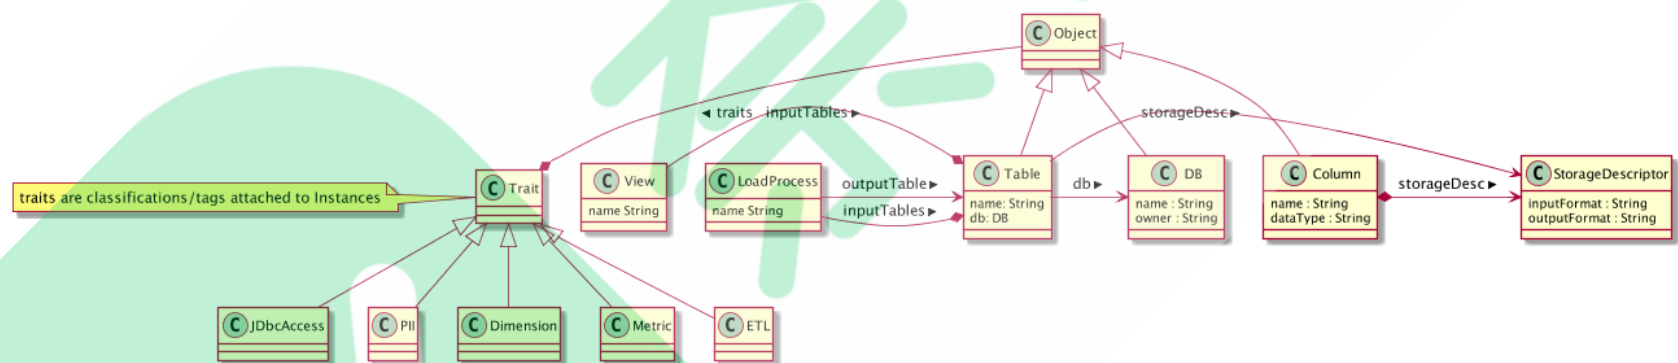 C Object
◄ traits
inputTables ►
storageDesc ►
traits are classifications/tags attached to Instances
C Trait
C View
name String
C LoadProcess
name String
outputTable ►
inputTables ►
C Table
name: String
db: DB
db ►
C DB
name : String
owner : String
C Column
name : String
dataType : String
storageDesc ►
C StorageDescriptor
inputFormat : String
outputFormat : String
C JDbcAccess
C PII
C Dimension
C Metric
C ETL